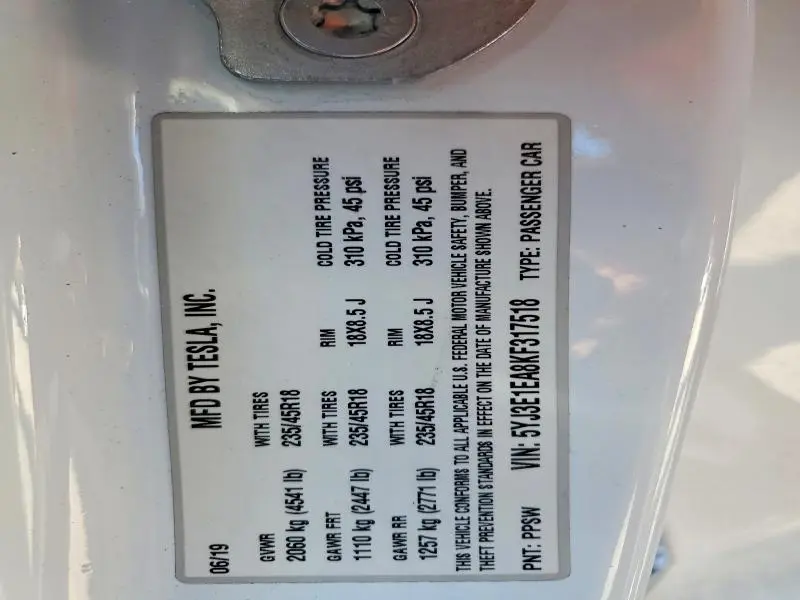 MFD BY TESLA, INC.
06/19
GVWR WITH TIRES
2060 kg (4541 lb) 235/45R18
GAWR FRT WITH TIRES RIM COLD TIRE PRESSURE
1110 kg (2447 lb) 235/45R18 18X8.5 J 310 kPa, 45 psi
GAWR RR WITH TIRES RIM COLD TIRE PRESSURE
1257 kg (2771 lb) 235/45R18 18X8.5 J 310 kPa, 45 psi
THIS VEHICLE CONFORMS TO ALL APPLICABLE U.S. FEDERAL MOTOR VEHICLE SAFETY, BUMPER, AND
THEFT PREVENTION STANDARDS IN EFFECT ON THE DATE OF MANUFACTURE SHOWN ABOVE.
PNT: PPSW VIN: 5YJ3E1EA8KF317518 TYPE: PASSENGER CAR